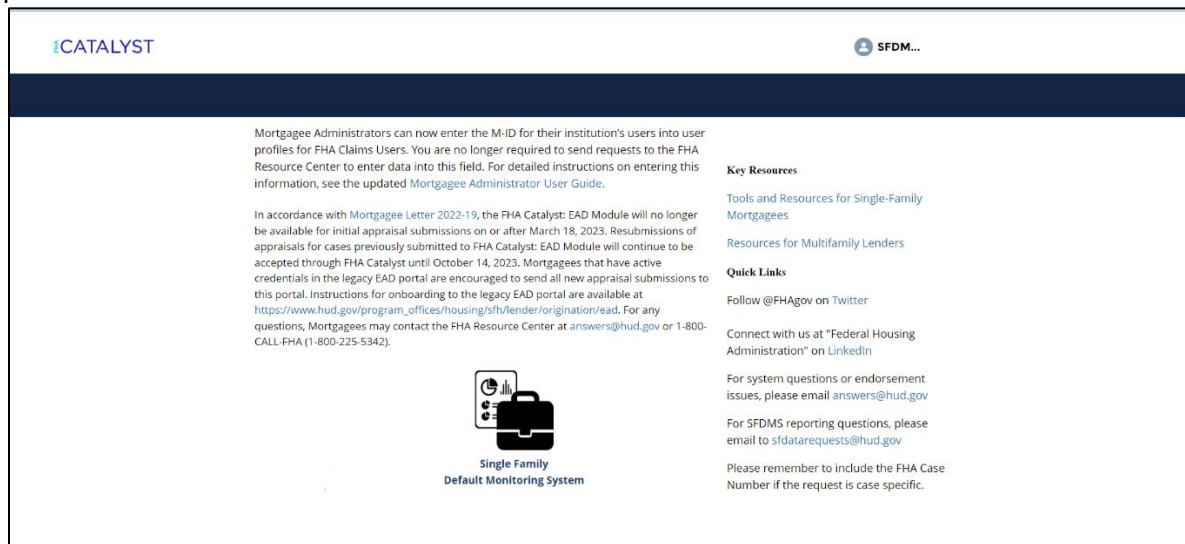 FHA CATALYST
SFDM...
Mortgagee Administrators can now enter the M-ID for their institution's users into user
profiles for FHA Claims Users. You are no longer required to send requests to the FHA
Resource Center to enter data into this field. For detailed instructions on entering this
information, see the updated Mortgagee Administrator User Guide.
In accordance with Mortgagee Letter 2022-19, the FHA Catalyst: EAD Module will no longer
be available for initial appraisal submissions on or after March 18, 2023. Resubmissions of
appraisals for cases previously submitted to FHA Catalyst: EAD Module will continue to be
accepted through FHA Catalyst until October 14, 2023. Mortgagees that have active
credentials in the legacy EAD portal are encouraged to send all new appraisal submissions to
this portal. Instructions for onboarding to the legacy EAD portal are available at
https://www.hud.gov/program_offices/housing/sfh/lender/origination/ead. For any
questions, Mortgagees may contact the FHA Resource Center at answers@hud.gov or 1-800-
CALL-FHA (1-800-225-5342).
Single Family
Default Monitoring System
Key Resources
Tools and Resources for Single-Family
Mortgagees
Resources for Multifamily Lenders
Quick Links
Follow @FHAgov on Twitter
Connect with us at "Federal Housing
Administration" on LinkedIn
For system questions or endorsement
issues, please email answers@hud.gov
For SFDMS reporting questions, please
email to sfdatarequests@hud.gov
Please remember to include the FHA Case
Number if the request is case specific.